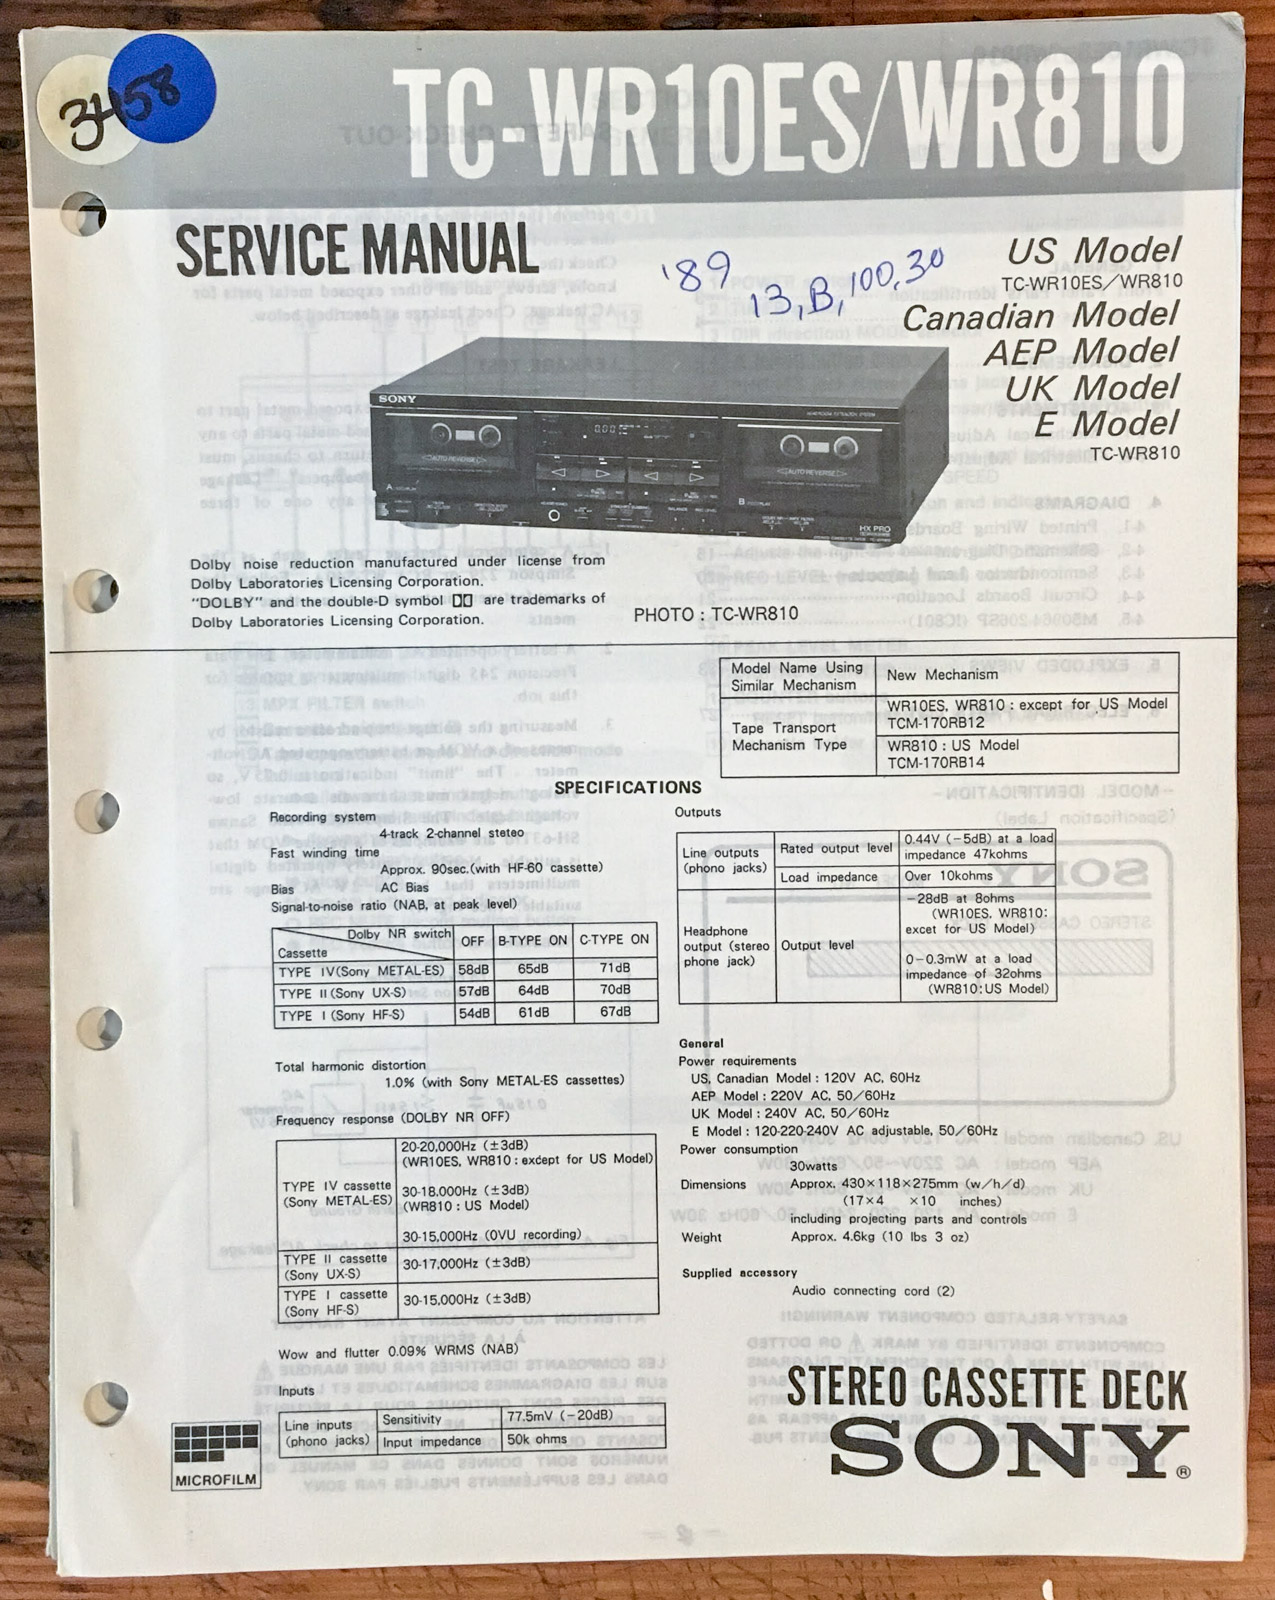 3458
TC-WR10ES/WR810
SERVICE MANUAL
'89
13, B, 100, 30
US Model
TC-WR10ES/WR810
Canadian Model
AEP Model
UK Model
E Model
TC-WR810
SONY
AUTO REVERSE
AUTO REVERSE
A
B
HX PRO
Dolby noise reduction manufactured under license from
Dolby Laboratories Licensing Corporation.
"DOLBY" and the double-D symbol are trademarks of
Dolby Laboratories Licensing Corporation.
PHOTO : TC-WR810
Model Name Using Similar Mechanism New Mechanism
Tape Transport Mechanism Type
WR10ES, WR810 : except for US Model
TCM-170RB12
WR810 : US Model
TCM-170RB14
SPECIFICATIONS
Recording system
4-track 2-channel steteo
Fast winding time
Approx. 90sec.(with HF-60 cassette)
Bias AC Bias
Signal-to-noise ratio (NAB, at peak level)
Dolby NR switch
Cassette OFF B-TYPE ON C-TYPE ON
TYPE IV(Sony METAL-ES) 58dB 65dB 71dB
TYPE II (Sony UX-S) 57dB 64dB 70dB
TYPE I (Sony HF-S) 54dB 61dB 67dB
Total harmonic distortion
1.0% (with Sony METAL-ES cassettes)
Frequency response (DOLBY NR OFF)
TYPE IV cassette
(Sony METAL-ES)
20-20,000Hz (±3dB)
(WR10ES, WR810 : except for US Model)
30-18,000Hz (±3dB)
(WR810 : US Model)
30-15,000Hz (0VU recording)
TYPE II cassette
(Sony UX-S)
30-17,000Hz (±3dB)
TYPE I cassette
(Sony HF-S)
30-15,000Hz (±3dB)
Wow and flutter 0.09% WRMS (NAB)
Inputs
Line inputs
(phono jacks)
Sensitivity 77.5mV (-20dB)
Input impedance 50k ohms
Outputs
Line outputs
(phono jacks)
Rated output level
0.44V (-5dB) at a load
impedance 47kohms
Load impedance Over 10kohms
Headphone
output (stereo
phone jack)
Output level
-28dB at 8ohms
(WR10ES, WR810:
excet for US Model)
0-0.3mW at a load
impedance of 32ohms
(WR810:US Model)
General
Power requirements
US, Canadian Model : 120V AC, 60Hz
AEP Model : 220V AC, 50/60Hz
UK Model : 240V AC, 50/60Hz
E Model : 120-220-240V AC adjustable, 50/60Hz
Power consumption
30watts
Dimensions Approx. 430×118×275mm (w/h/d)
(17×4 ×10 inches)
including projecting parts and controls
Weight Approx. 4.6kg (10 lbs 3 oz)
Supplied accessory
Audio connecting cord (2)
MICROFILM
STEREO CASSETTE DECK
SONY®